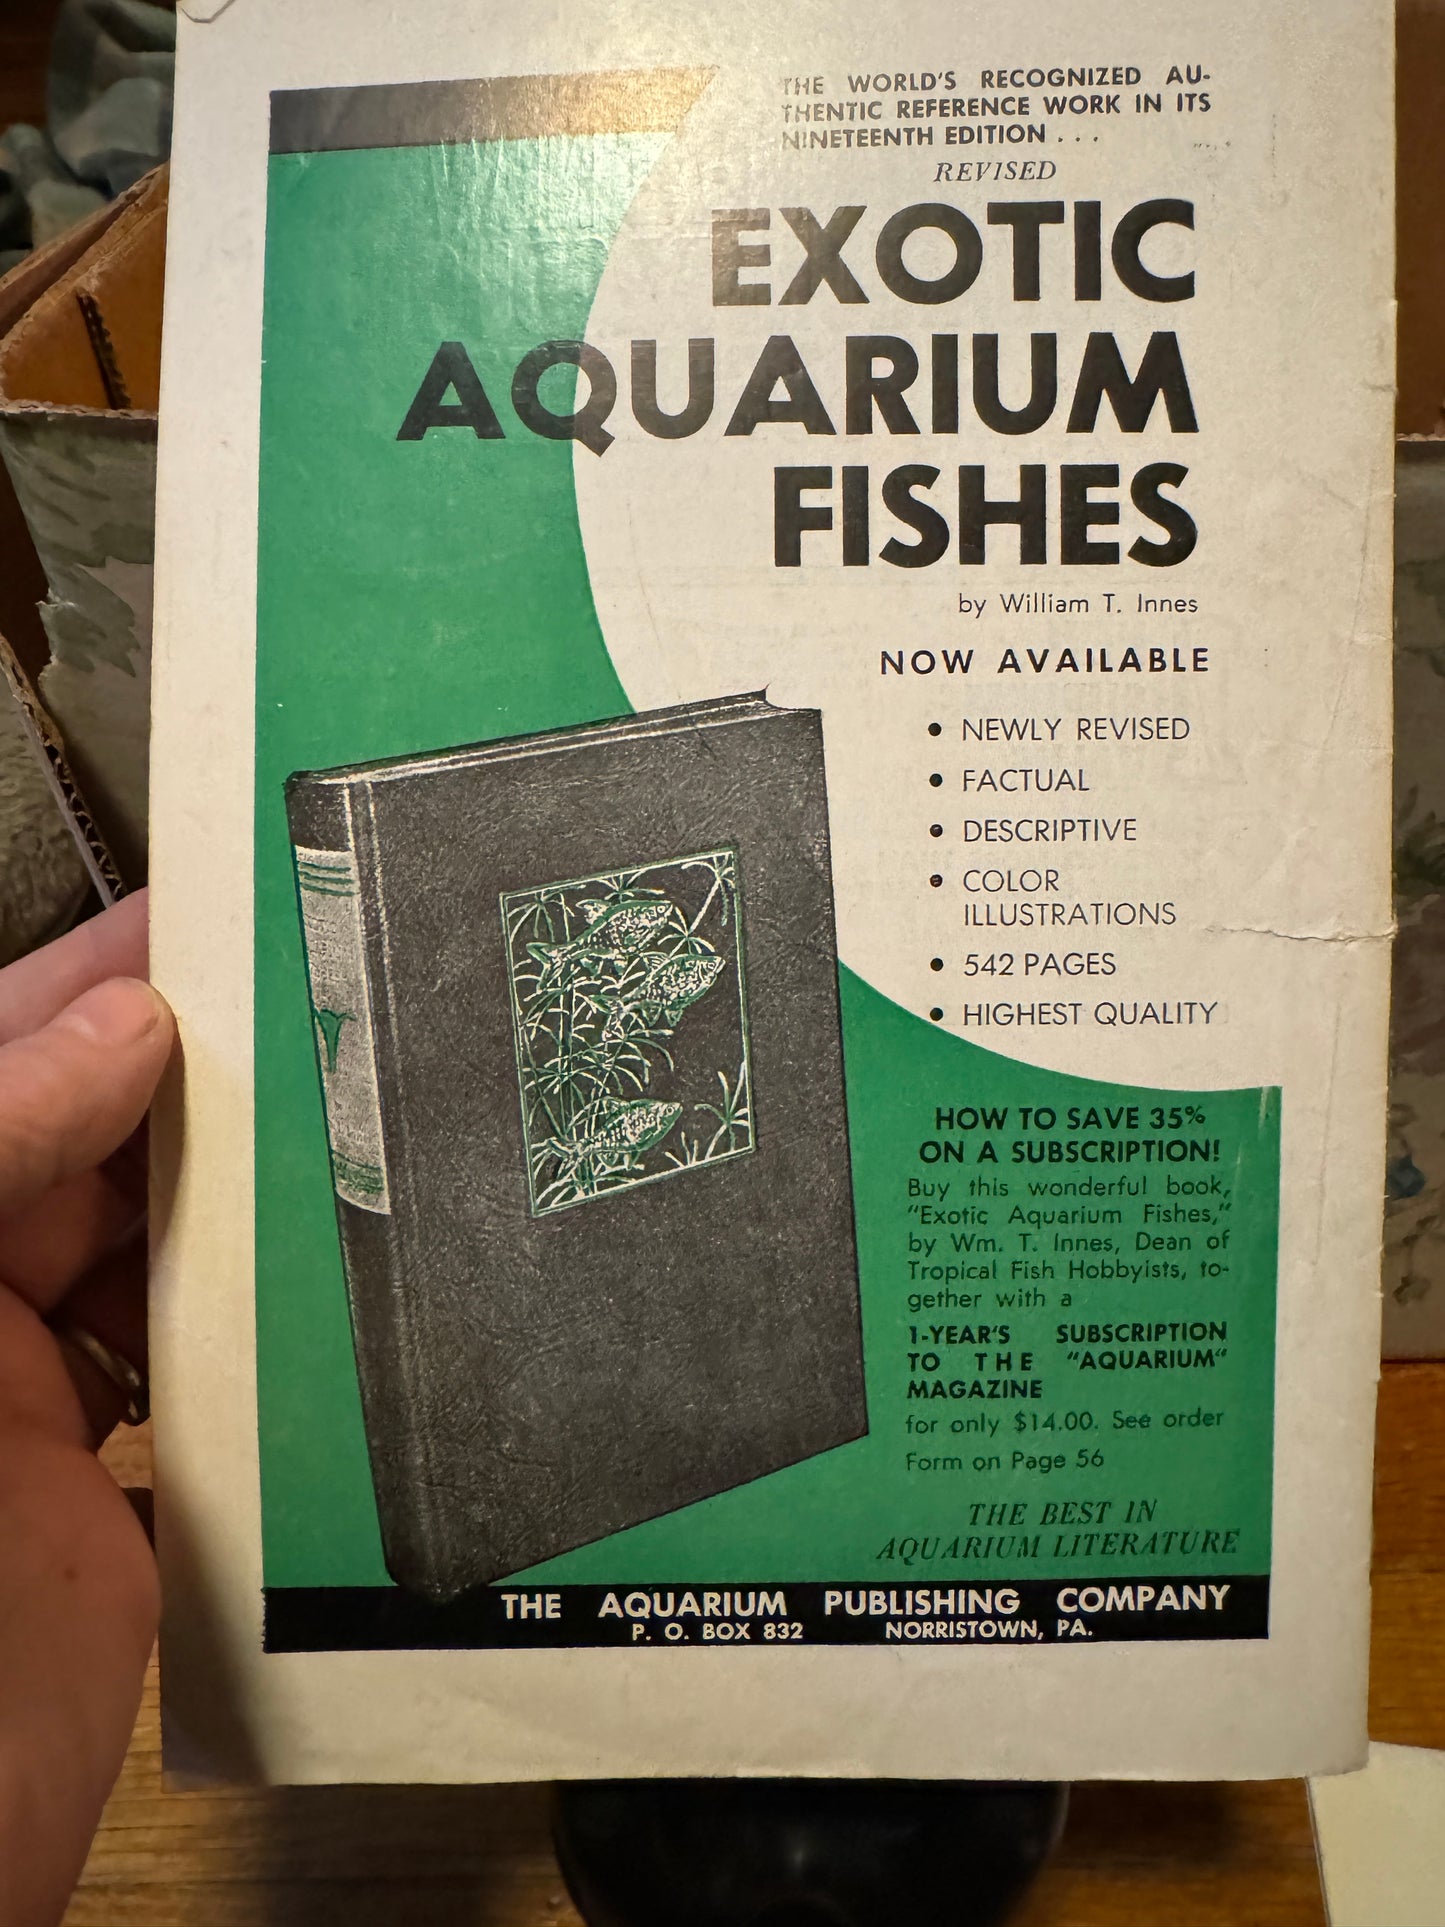 THE WORLD'S RECOGNIZED AU-
THENTIC REFERENCE WORK IN ITS
NINETEENTH EDITION . . .
REVISED
EXOTIC
AQUARIUM
FISHES
by William T. Innes
NOW AVAILABLE
• NEWLY REVISED
• FACTUAL
• DESCRIPTIVE
• COLOR
ILLUSTRATIONS
• 542 PAGES
• HIGHEST QUALITY
HOW TO SAVE 35%
ON A SUBSCRIPTION!
Buy this wonderful book,
"Exotic Aquarium Fishes,"
by Wm. T. Innes, Dean of
Tropical Fish Hobbyists, to-
gether with a
1-YEAR'S SUBSCRIPTION
TO THE "AQUARIUM"
MAGAZINE
for only $14.00. See order
Form on Page 56
THE BEST IN
AQUARIUM LITERATURE
THE AQUARIUM PUBLISHING COMPANY
P. O. BOX 832 NORRISTOWN, PA.